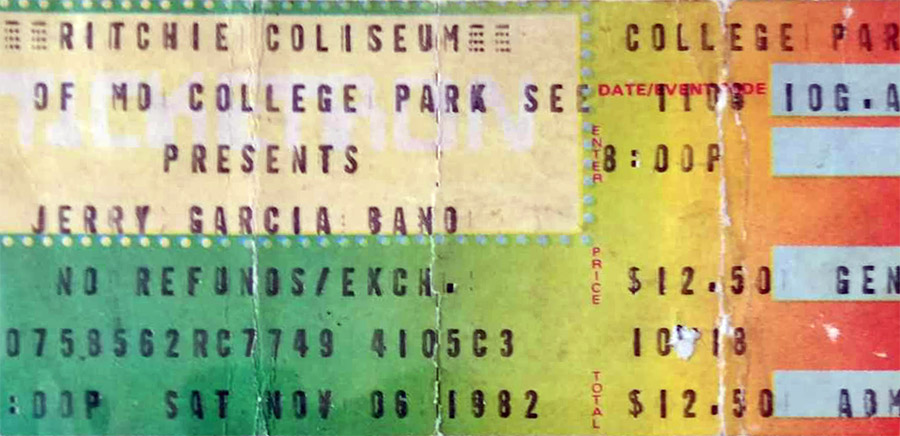 RITCHIE COLISEUM COLLEGE PAR
OF MD COLLEGE PARK SEE DATE/EVENT CODE 1106 10G.A
PRESENTS ENTER 8:00P
JERRY GARCIA BAND
NO REFUNDS/EXCH. PRICE $12.50 GEN
0758562RC7749 4105C3 10 18
:00P SAT NOV 06 1982 TOTAL $12.50 ADM